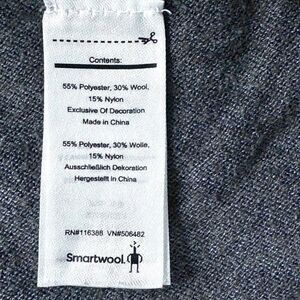 Contents:
55% Polyester, 30% Wool,
15% Nylon
Exclusive Of Decoration
Made in China
55% Polyester, 30% Wolle,
15% Nylon
Ausschließlich Dekoration
Hergestellt in China
RN#116388 VN#506482
Smartwool